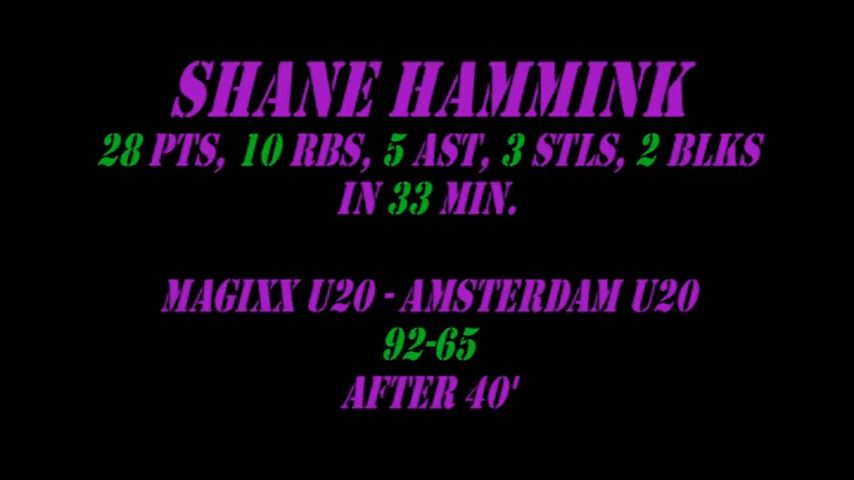 SHANE HAMMINK
28 PTS, 10 RBS, 5 AST, 3 STLS, 2 BLKS
IN 33 MIN.
MAGIXX U20 - AMSTERDAM U20
92-65
AFTER 40'